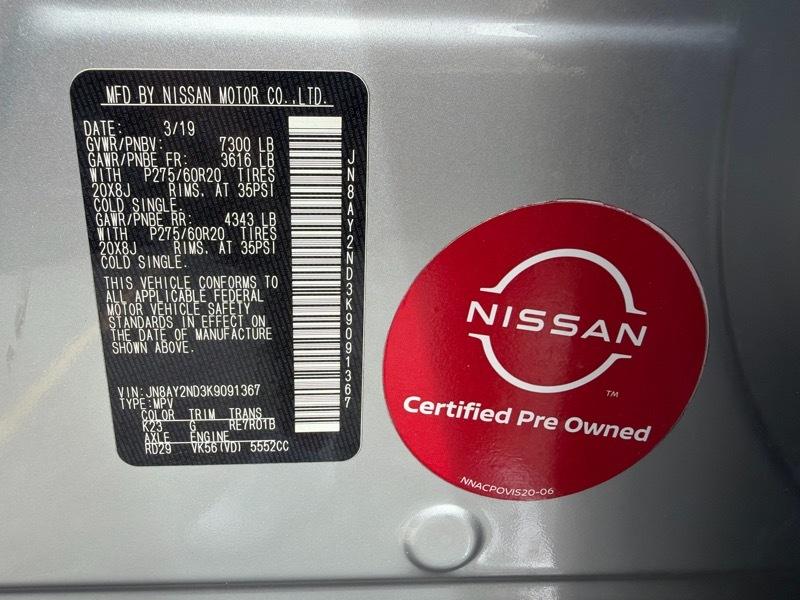 MFD BY NISSAN MOTOR CO.,LTD.
DATE: 3/19
GVWR/PNBV: 7300 LB
GAWR/PNBE FR: 3616 LB
WITH P275/60R20 TIRES
20X8J RIMS, AT 35PSI
COLD SINGLE.
GAWR/PNBE RR: 4343 LB
WITH P275/60R20 TIRES
20X8J RIMS, AT 35PSI
COLD SINGLE.
THIS VEHICLE CONFORMS TO
ALL APPLICABLE FEDERAL
MOTOR VEHICLE SAFETY
STANDARDS IN EFFECT ON
THE DATE OF MANUFACTURE
SHOWN ABOVE.
VIN:JN8AY2ND3K9091367
TYPE:MPV
COLOR TRIM TRANS
K23 G RE7R01B
AXLE ENGINE
RD29 VK56(VD) 5552CC
JN8AY2ND3K9091367
NISSAN
TM
Certified Pre Owned
NNACPOVIS20-06